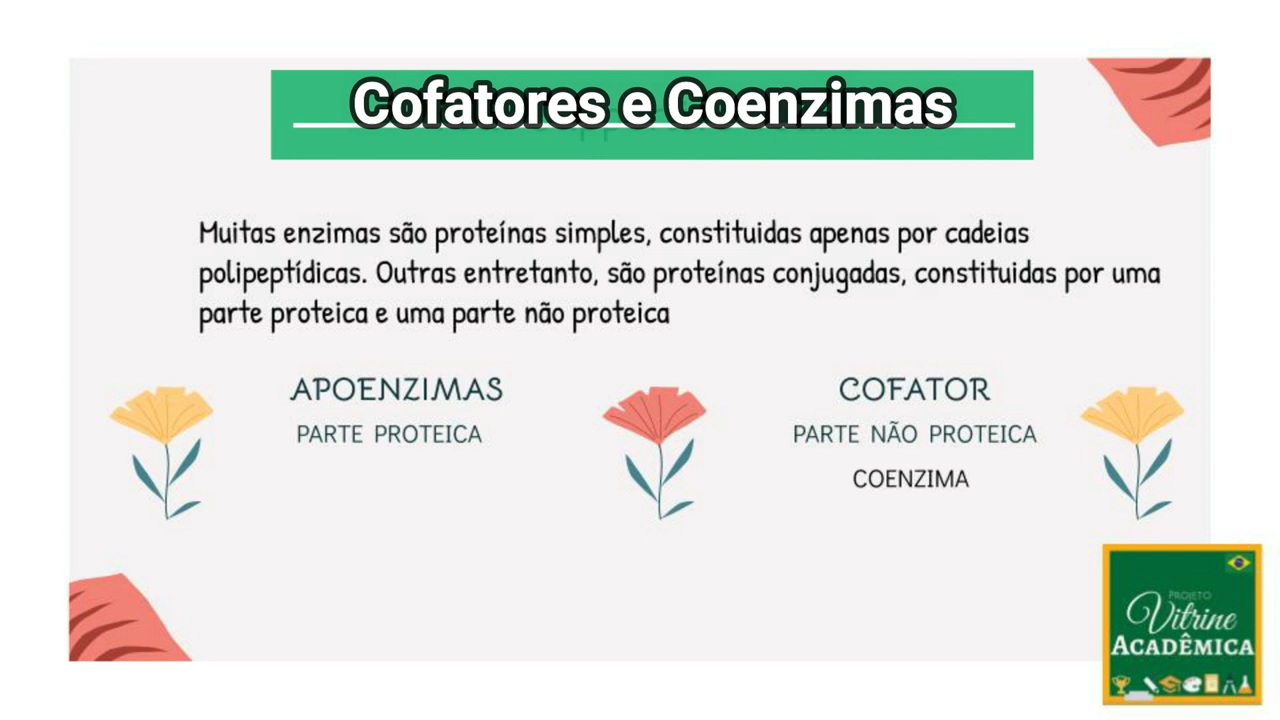 Cofatores e Coenzimas
Muitas enzimas são proteínas simples, constituidas apenas por cadeias
polipeptídicas. Outras entretanto, são proteínas conjugadas, constituidas por uma
parte proteica e uma parte não proteica
APOENZIMAS
PARTE PROTEICA
COFATOR
PARTE NÃO PROTEICA
COENZIMA
PROJETO
Vitrine
ACADÊMICA